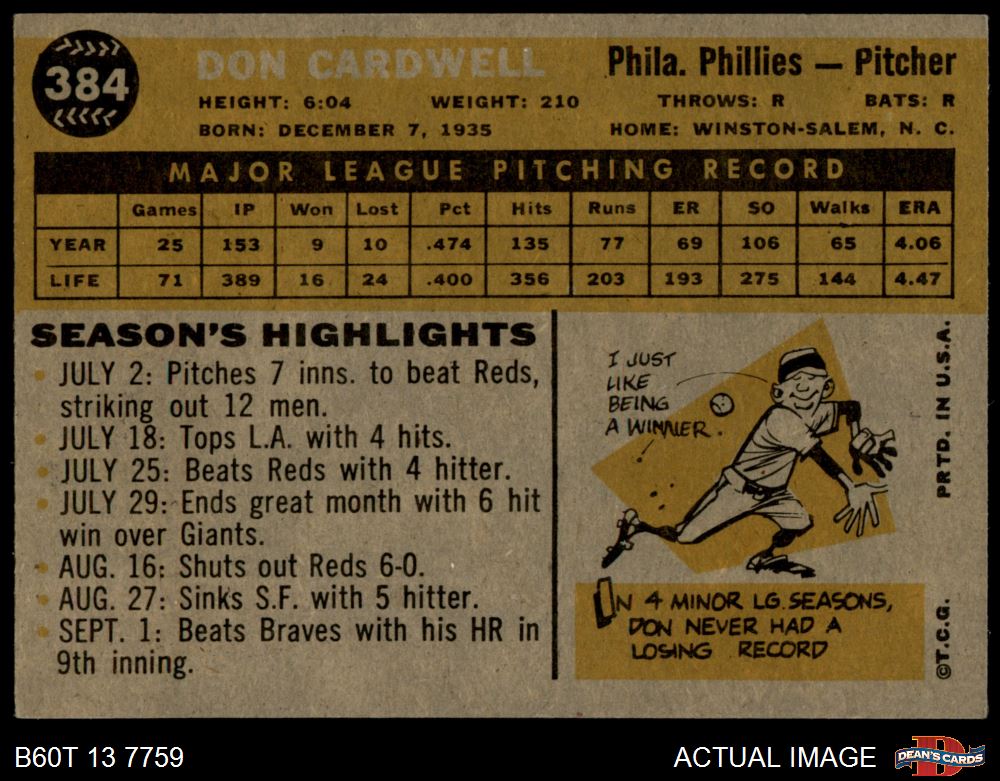 384
DON CARDWELL
Phila. Phillies — Pitcher
HEIGHT: 6:04 WEIGHT: 210 THROWS: R BATS: R
BORN: DECEMBER 7, 1935 HOME: WINSTON-SALEM, N. C.
MAJOR LEAGUE PITCHING RECORD
Games IP Won Lost Pct Hits Runs ER SO Walks ERA
YEAR 25 153 9 10 .474 135 77 69 106 65 4.06
LIFE 71 389 16 24 .400 356 203 193 275 144 4.47
SEASON'S HIGHLIGHTS
• JULY 2: Pitches 7 inns. to beat Reds,
striking out 12 men.
• JULY 18: Tops L.A. with 4 hits.
• JULY 25: Beats Reds with 4 hitter.
• JULY 29: Ends great month with 6 hit
win over Giants.
• AUG. 16: Shuts out Reds 6-0.
• AUG. 27: Sinks S.F. with 5 hitter.
• SEPT. 1: Beats Braves with his HR in
9th inning.
I JUST
LIKE
BEING
A WINNER.
IN 4 MINOR LG. SEASONS,
DON NEVER HAD A
LOSING RECORD
©T.C.G. PRTD. IN U.S.A.
B60T 13 7759 ACTUAL IMAGE
D
DEAN'S CARDS